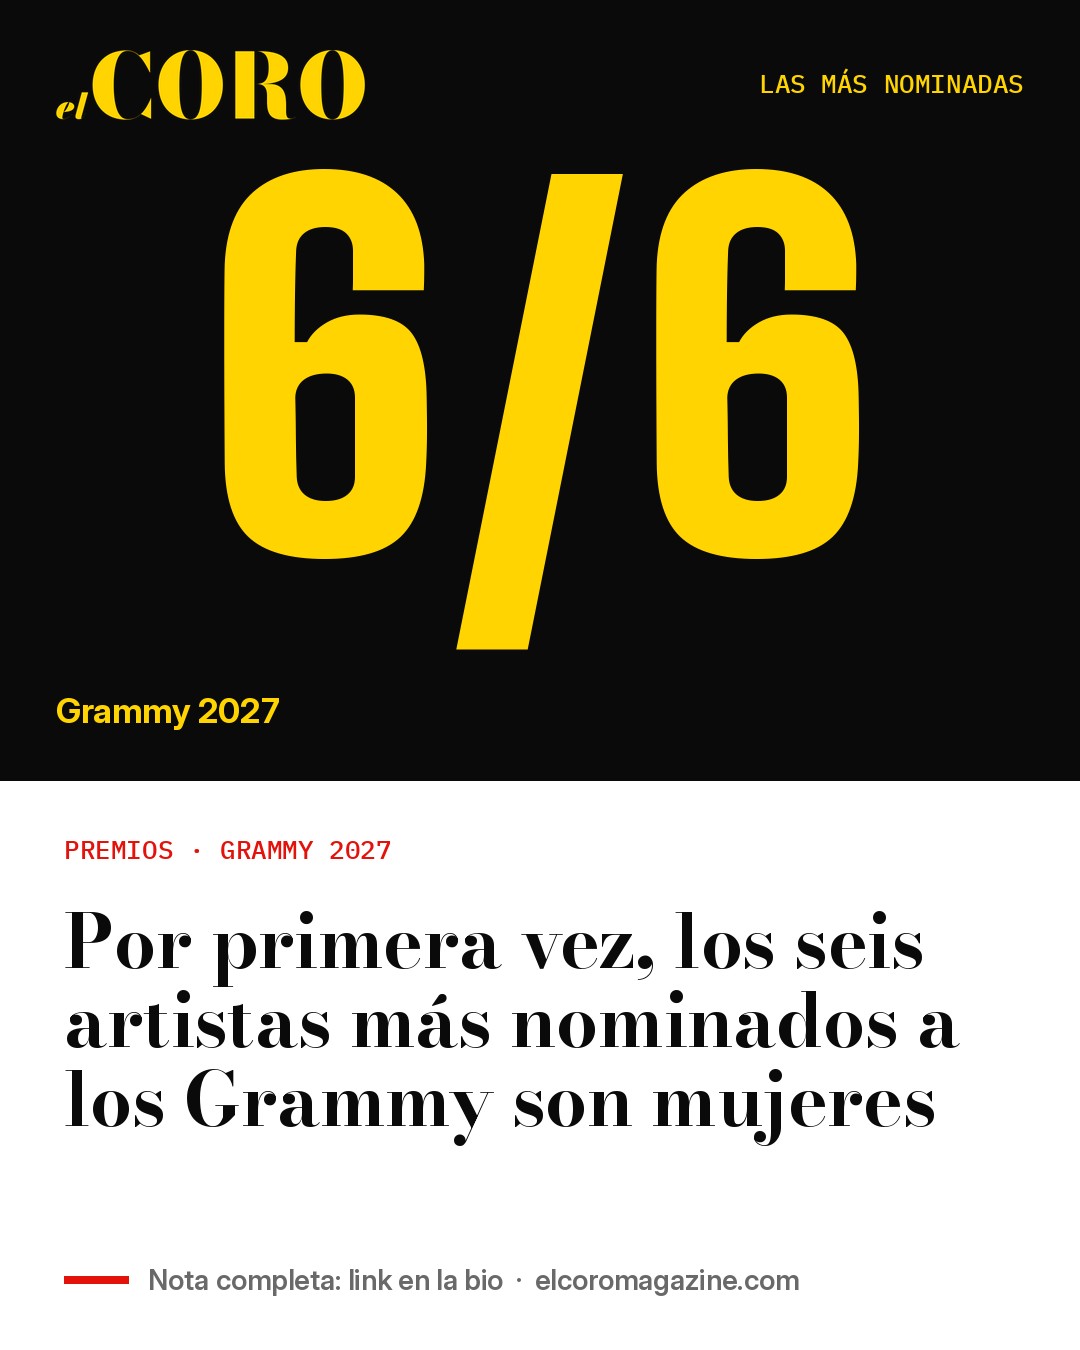 elCORO
LAS MÁS NOMINADAS
6/6
Grammy 2027
PREMIOS · GRAMMY 2027
Por primera vez, los seis
artistas más nominados a
los Grammy son mujeres
Nota completa: link en la bio · elcoromagazine.com